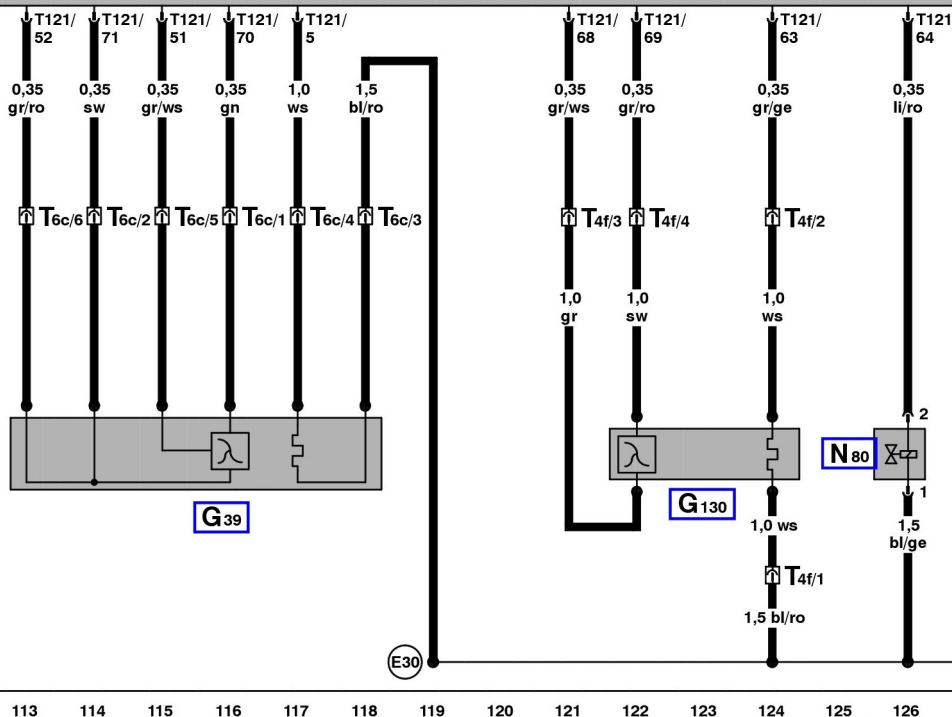 T121/ T121/ T121/ T121/ T121/ T121/ T121/ T121/ T121
52 71 51 70 5 68 69 63 64
0,35 0,35 0,35 0,35 1,0 1,5 0,35 0,35 0,35 0,35
gr/ro sw gr/ws gn ws bl/ro gr/ws gr/ro gr/ge li/ro
T6c/6 T6c/2 T6c/5 T6c/1 T6c/4 T6c/3 T4f/3 T4f/4 T4f/2
1,0 1,0 1,0
gr sw ws
2
N80
1
G39 G130
1,0 ws 1,5
bl/ge
T4f/1
1,5 bl/ro
E30
113 114 115 116 117 118 119 120 121 122 123 124 125 126